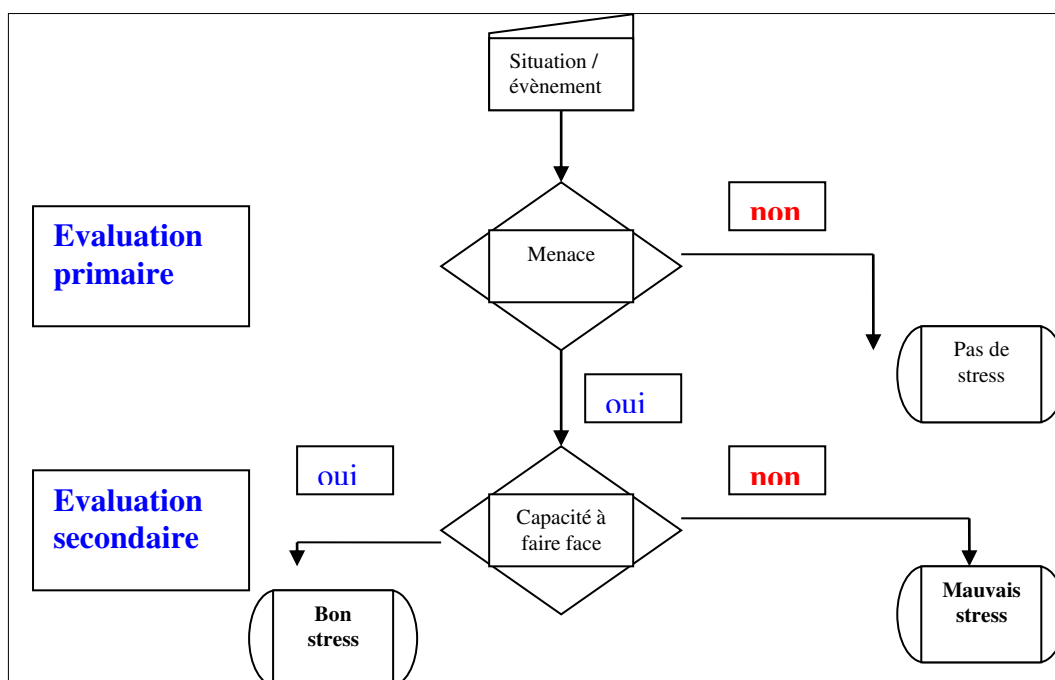 Situation /
évènement
non
Evaluation
primaire
Menace
Pas de
stress
oui
oui
non
Evaluation
secondaire
Capacité à
faire face
Mauvais
stress
Bon
stress